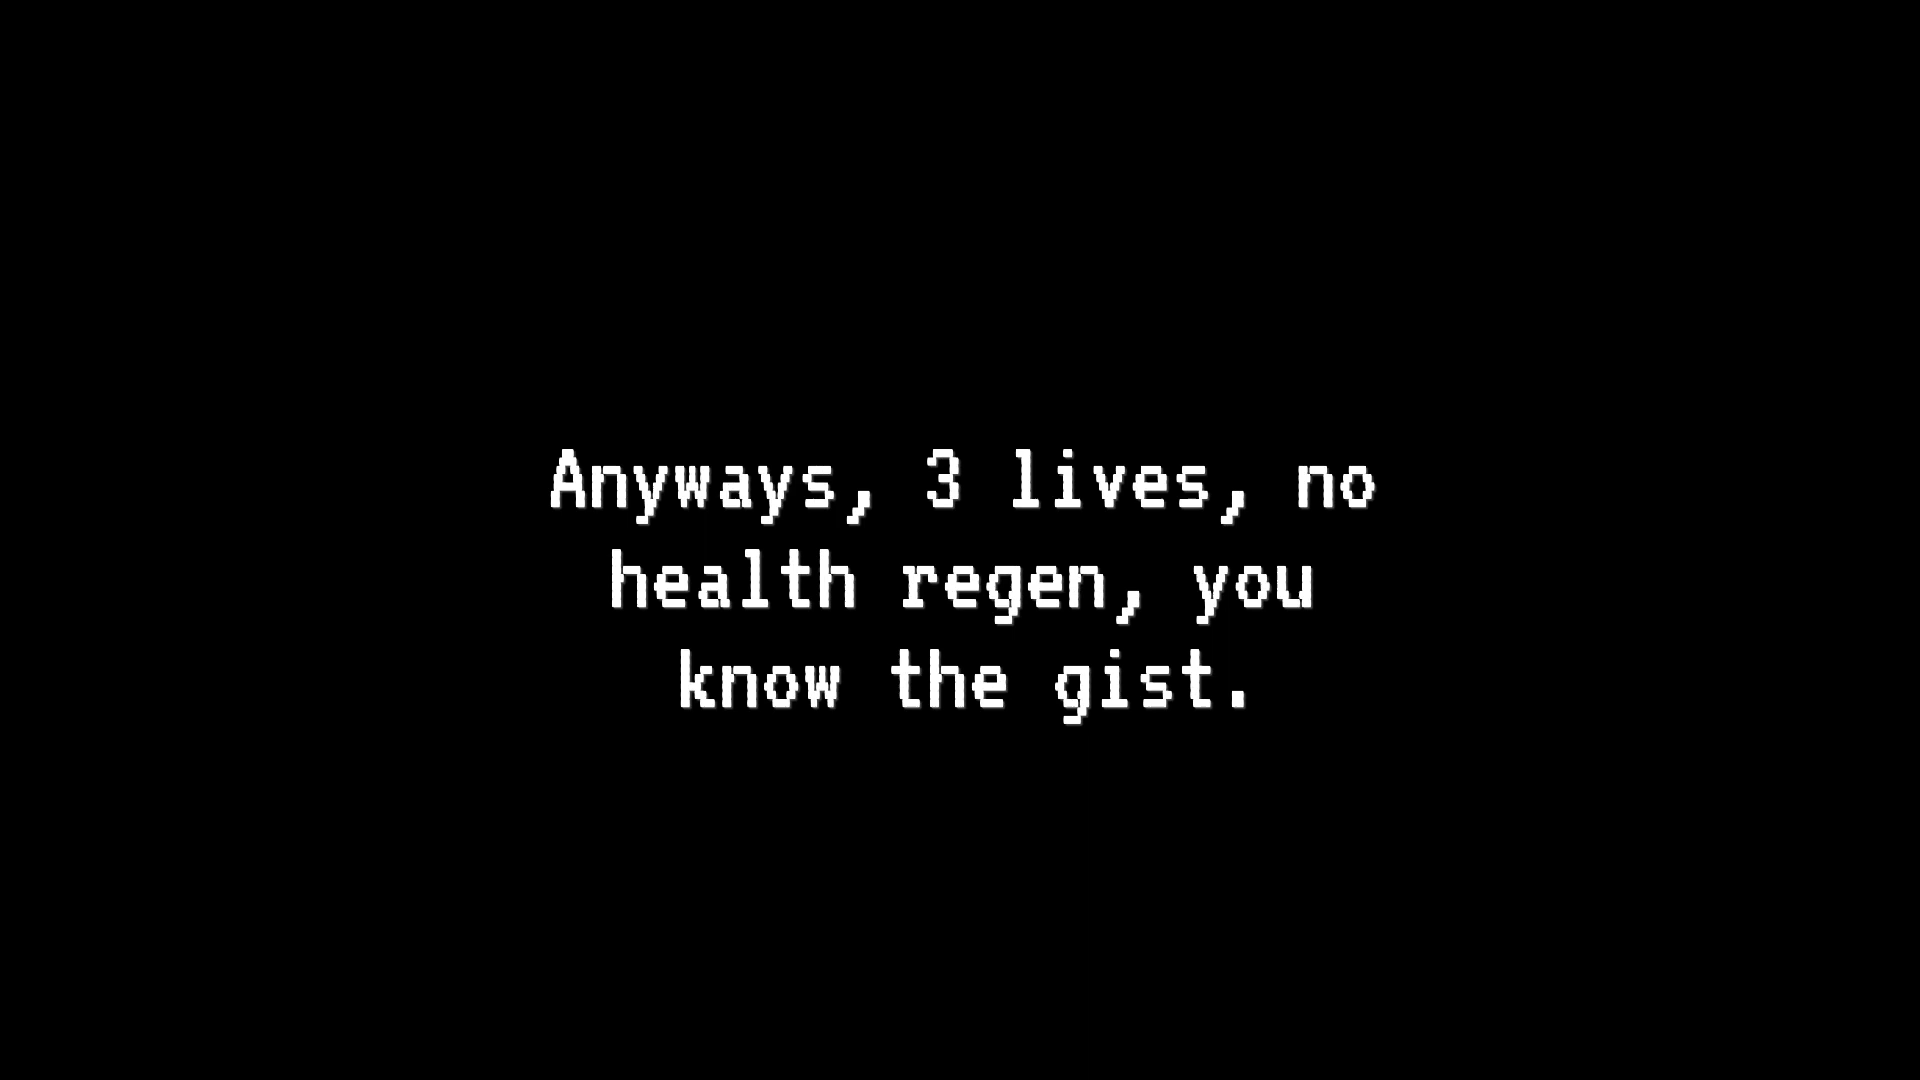 Anyways, 3 lives, no
health regen, you
know the gist.